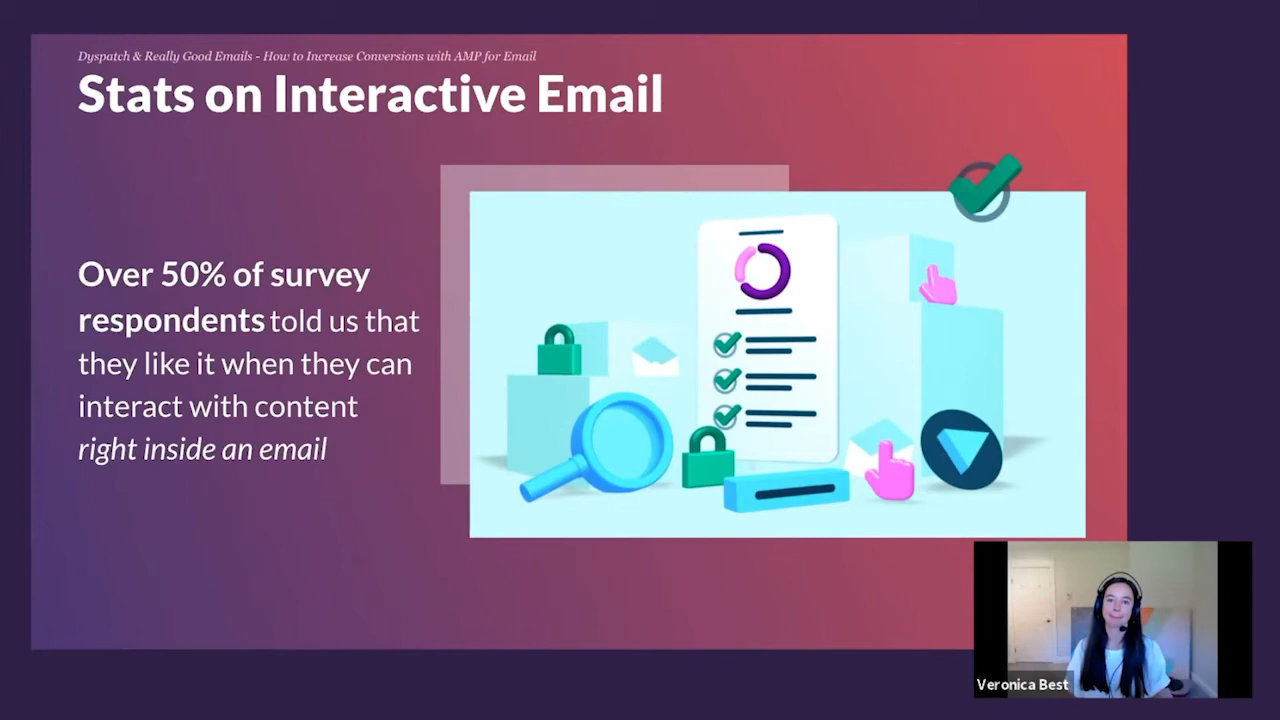 Dyspatch & Really Good Emails - How to Increase Conversions with AMP for Email
Stats on Interactive Email
Over 50% of survey
respondents told us that
they like it when they can
interact with content
right inside an email
Veronica Best